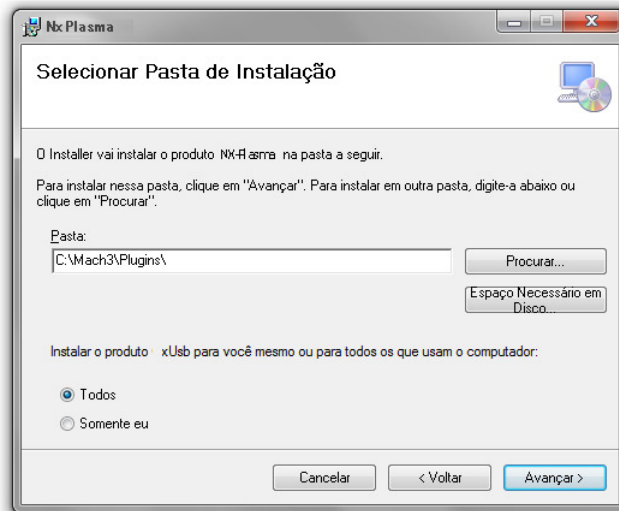 Nx Plasma
Selecionar Pasta de Instalação
O Installer vai instalar o produto NX-Plasma na pasta a seguir.
Para instalar nessa pasta, clique em "Avançar". Para instalar em outra pasta, digite-a abaixo ou
clique em "Procurar".
Pasta:
C:\Mach3\Plugins\
Procurar...
Espaço Necessário em
Disco...
Instalar o produto xUsb para você mesmo ou para todos os que usam o computador:
Todos
Somente eu
Cancelar
< Voltar
Avançar >